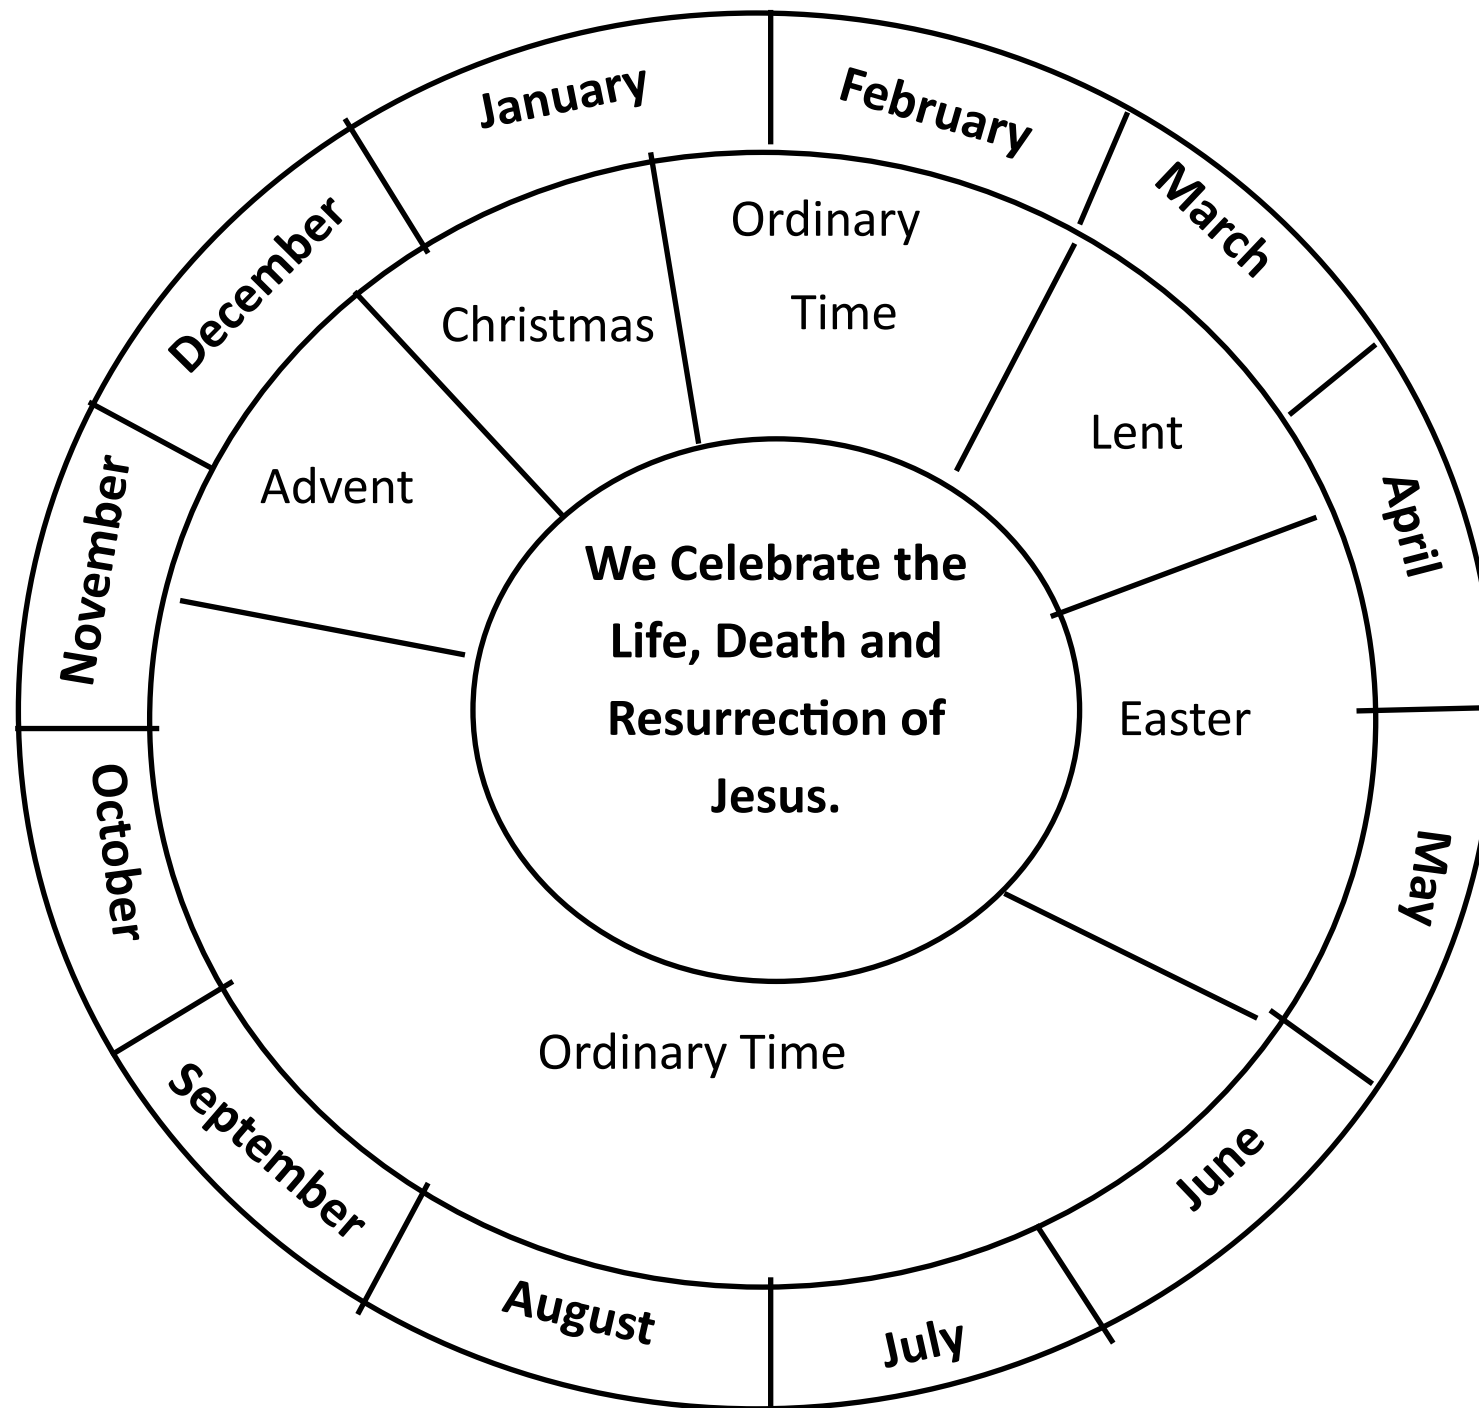 January
February
March
April
May
June
July
August
September
October
November
December
Christmas
Ordinary
Time
Lent
Easter
Ordinary Time
Advent
We Celebrate the
Life, Death and
Resurrection of
Jesus.